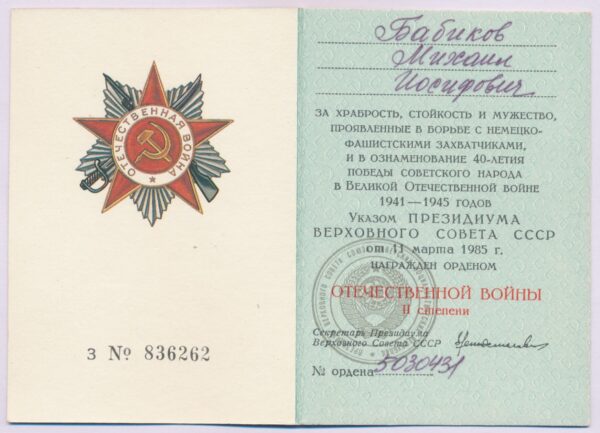 ОТЕЧЕСТВЕННАЯ ВОЙНА
З № 836262
Бабиков
Михаил
Иосифович
ЗА ХРАБРОСТЬ, СТОЙКОСТЬ И МУЖЕСТВО,
ПРОЯВЛЕННЫЕ В БОРЬБЕ С НЕМЕЦКО-
ФАШИСТСКИМИ ЗАХВАТЧИКАМИ,
И В ОЗНАМЕНОВАНИЕ 40-ЛЕТИЯ
ПОБЕДЫ СОВЕТСКОГО НАРОДА
В ВЕЛИКОЙ ОТЕЧЕСТВЕННОЙ ВОЙНЕ
1941—1945 ГОДОВ
УКАЗОМ ПРЕЗИДИУМА
ВЕРХОВНОГО СОВЕТА СССР
от 11 марта 1985 г.
НАГРАЖДЕН ОРДЕНОМ
ОТЕЧЕСТВЕННОЙ ВОЙНЫ
II степени
Секретарь Президиума
Верховного Совета СССР
№ ордена 5030431